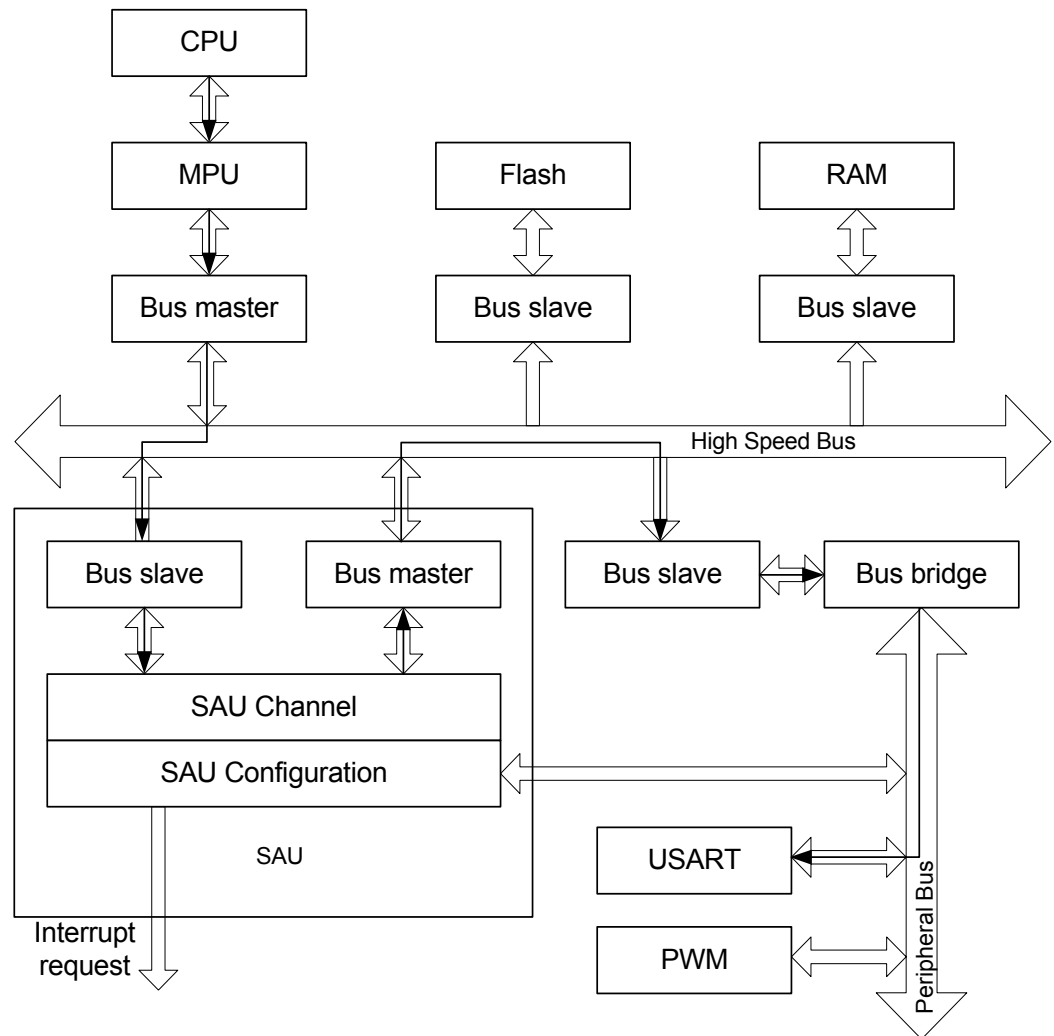 CPU
MPU
Flash
RAM
Bus master
Bus slave
Bus slave
High Speed Bus
Bus slave
Bus master
Bus slave
Bus bridge
SAU Channel
SAU Configuration
SAU
USART
PWM
Peripheral Bus
Interrupt
request